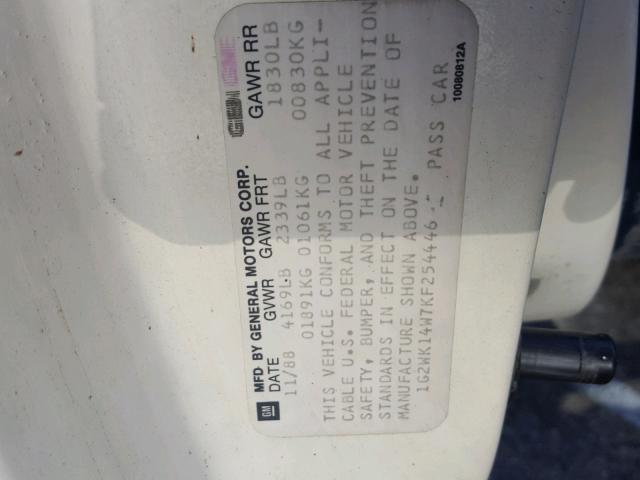 GM
MFD BY GENERAL MOTORS CORP.
DATE GVWR GAWR FRT GAWR RR
11/88 4169LB 2339LB 1830LB
01891KG 01061KG 00830KG
THIS VEHICLE CONFORMS TO ALL APPLI-
CABLE U.S. FEDERAL MOTOR VEHICLE
SAFETY, BUMPER, AND THEFT PREVENTION
STANDARDS IN EFFECT ON THE DATE OF
MANUFACTURE SHOWN ABOVE.
1G2WK14W7KF254446 PASS CAR
10080812A